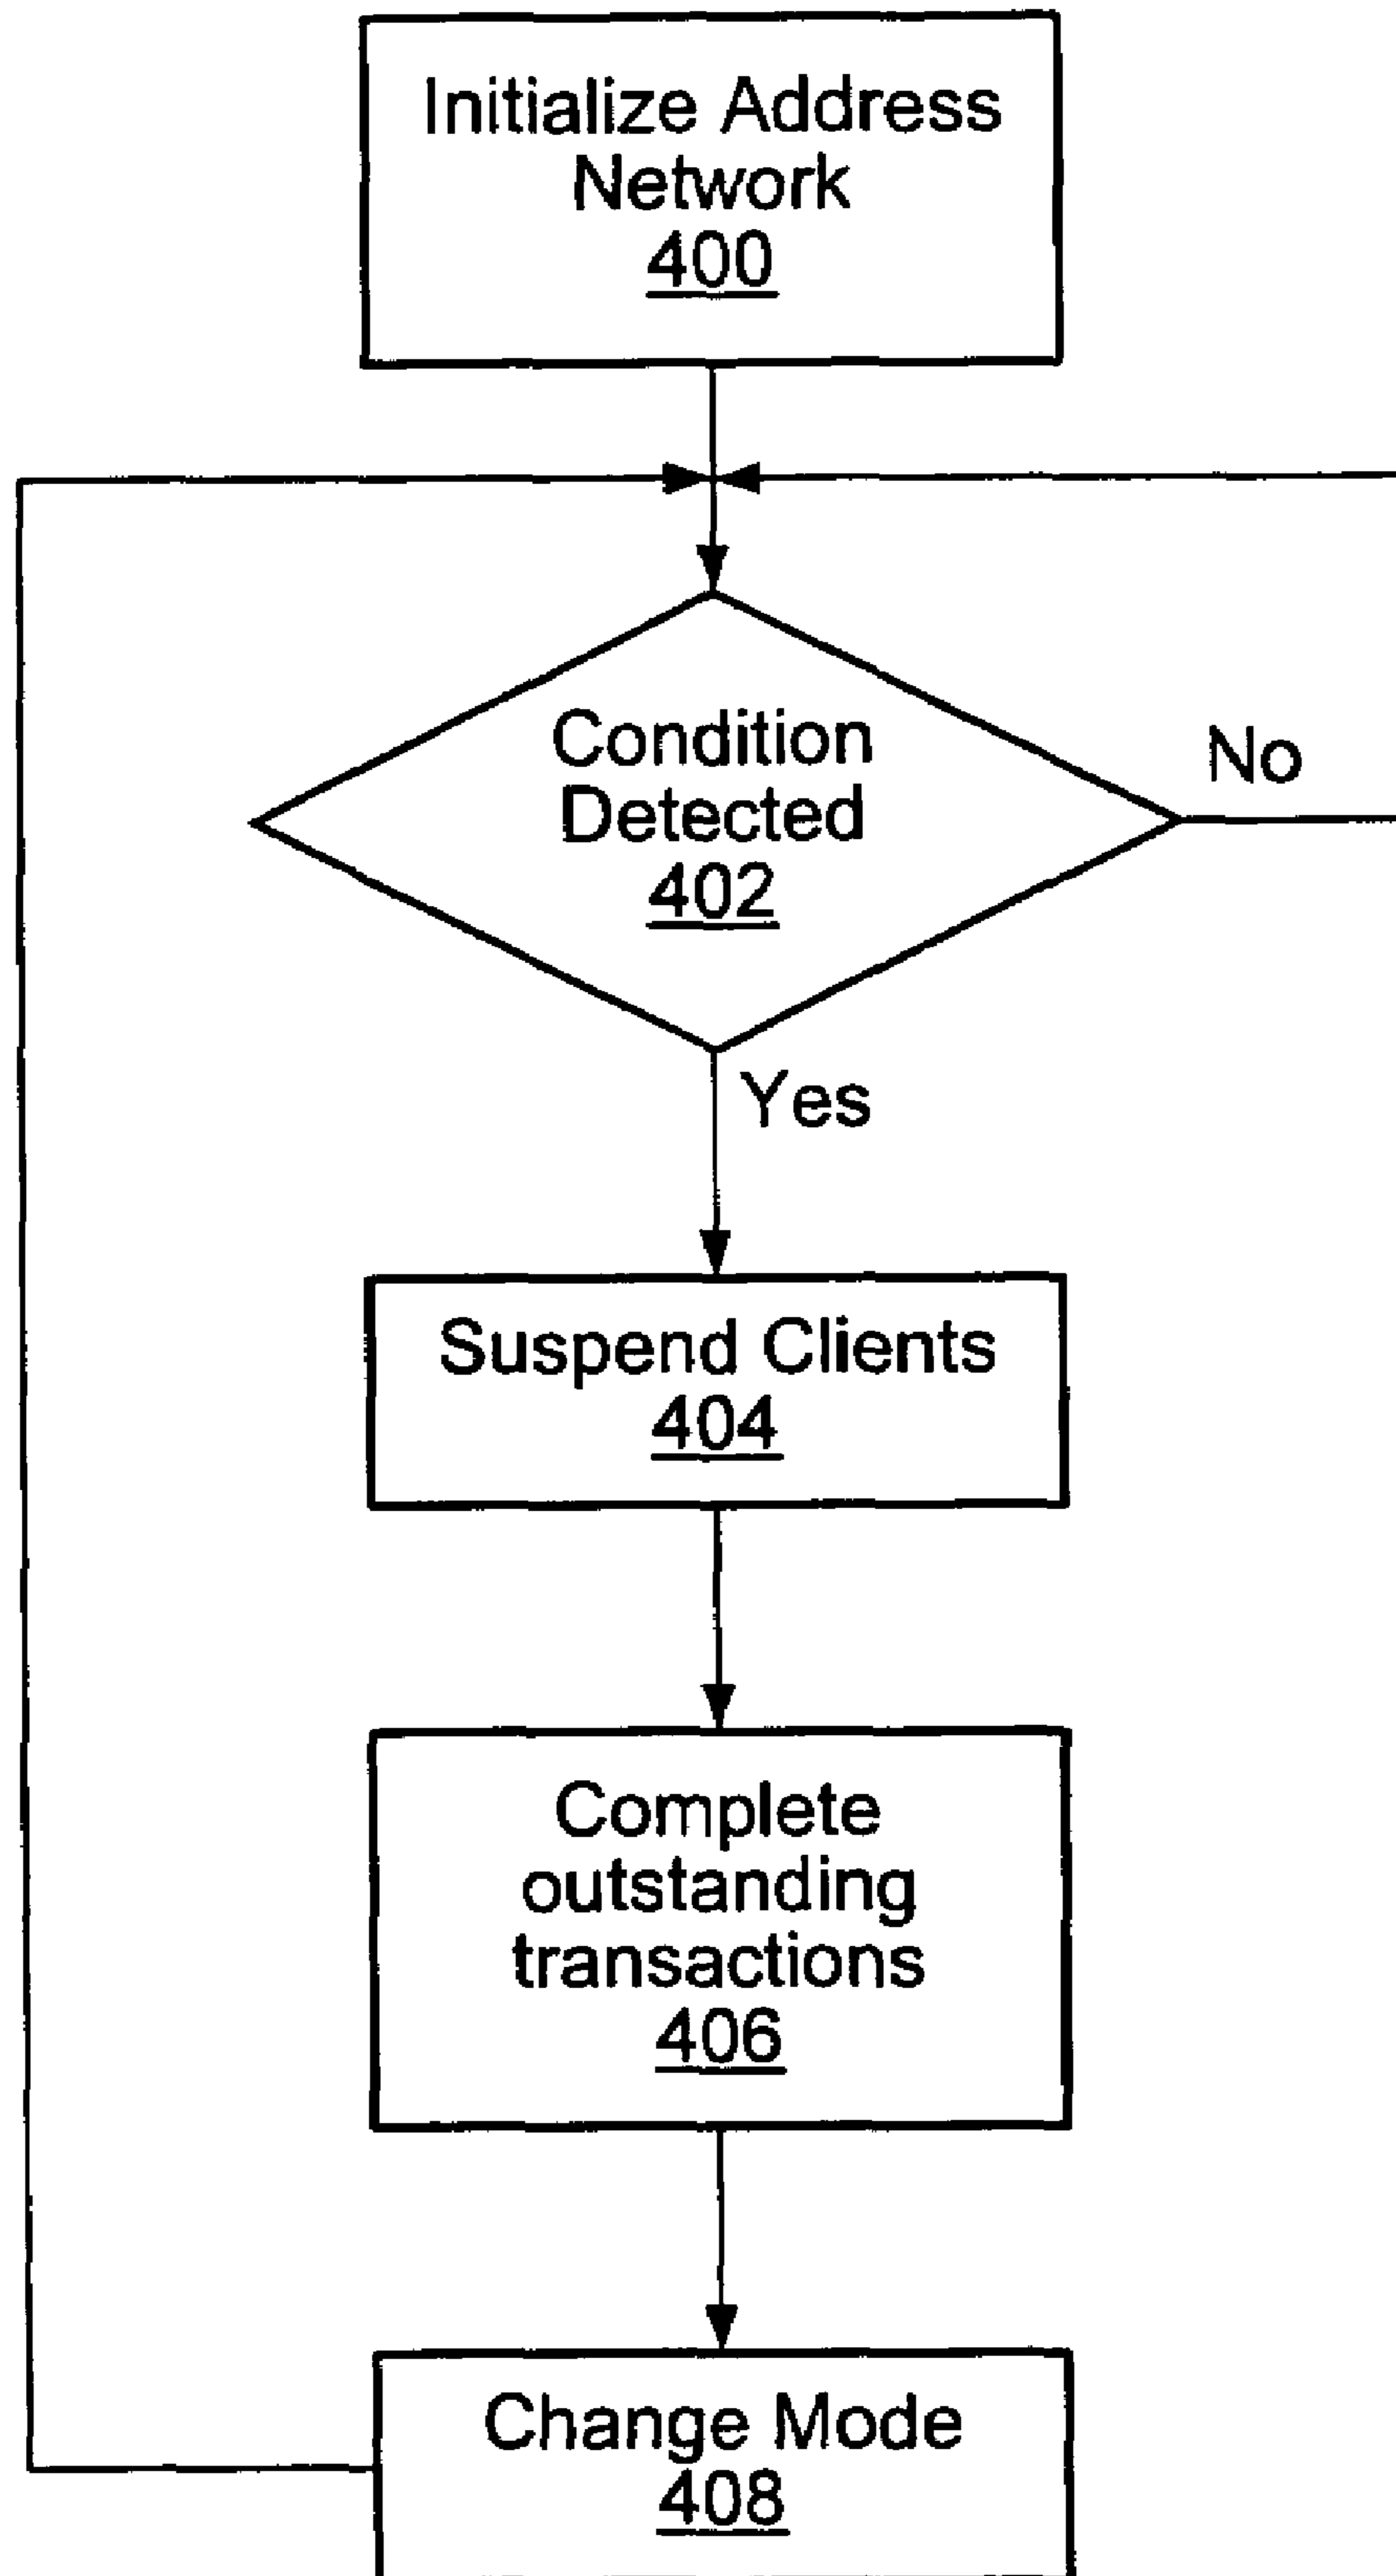 Initialize Address
Network
400
Condition
Detected
402
No
Yes
Suspend Clients
404
Complete
outstanding
transactions
406
Change Mode
408